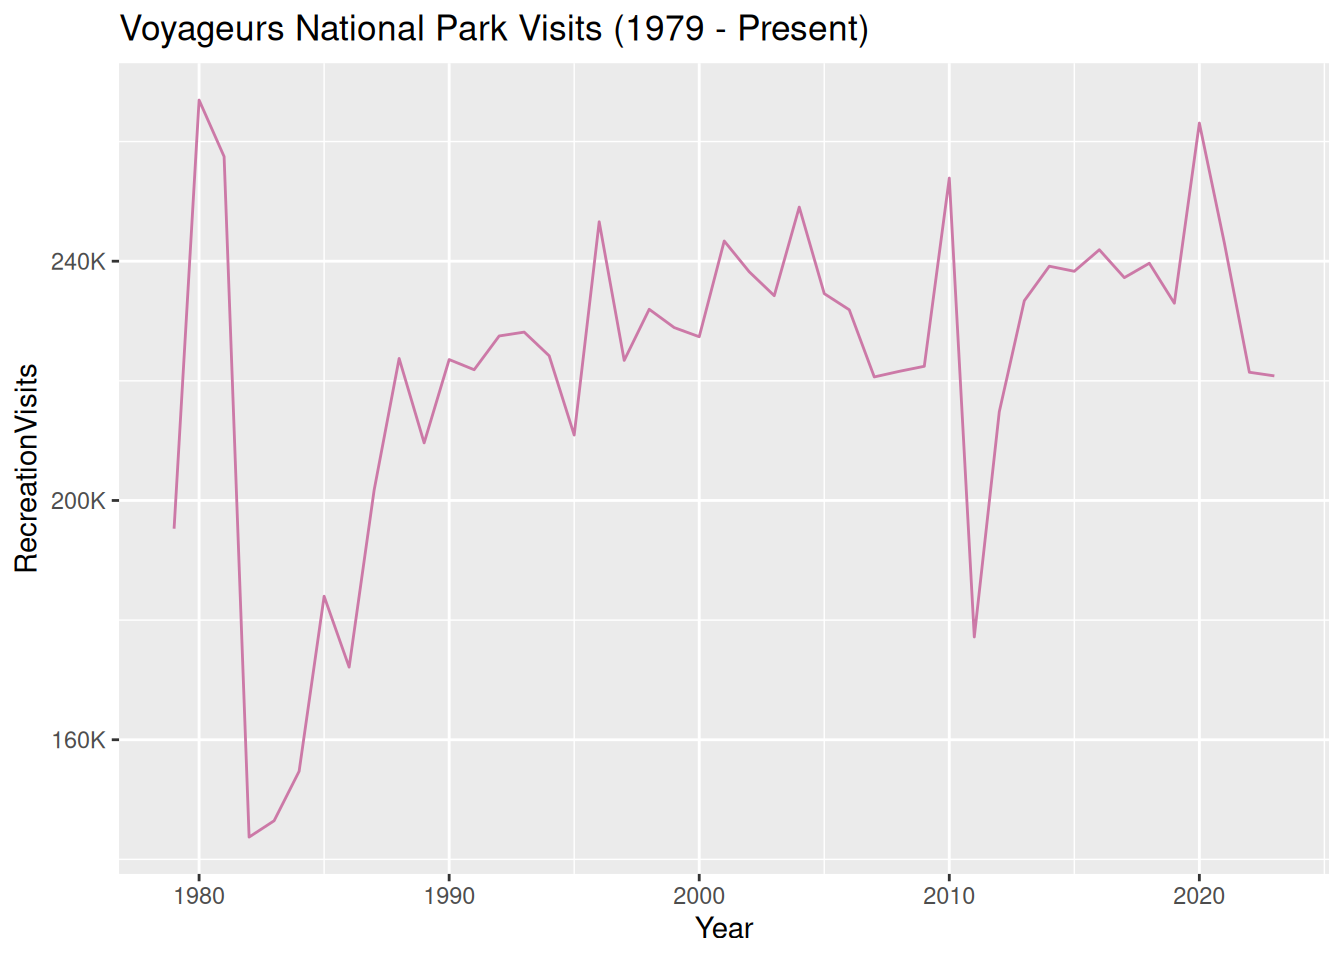 Voyageurs National Park Visits (1979 - Present)
RecreationVisits
240K
200K
160K
1980 1990 2000 2010 2020
Year